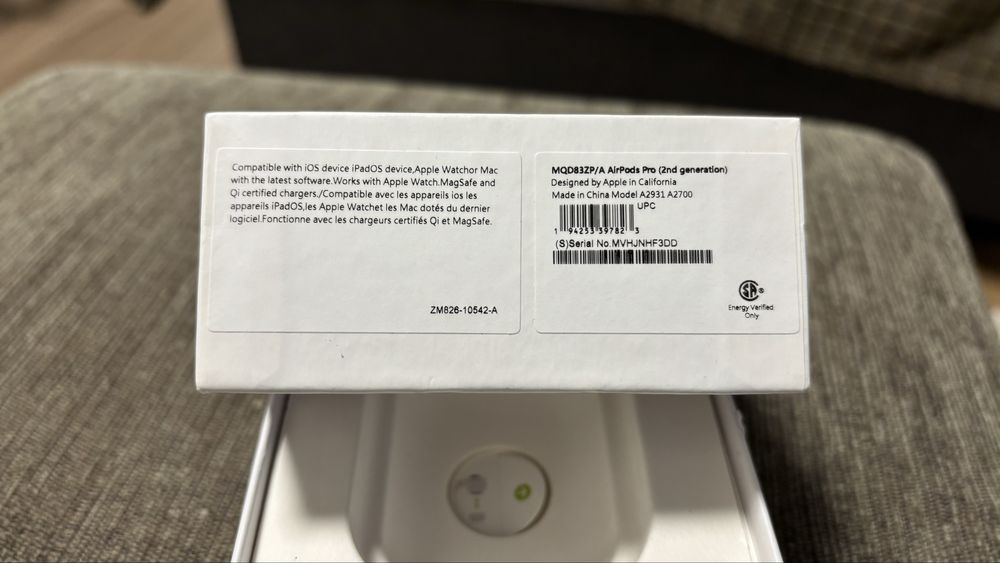 Compatible with iOS device iPadOS device,Apple Watchor Mac
with the latest software.Works with Apple Watch.MagSafe and
Qi certified chargers./Compatible avec les appareils ios les
appareils iPadOS,les Apple Watchet les Mac dotés du dernier
logiciel.Fonctionne avec les chargeurs certifiés Qi et MagSafe.
ZM826-10542-A
MQD83ZP/A AirPods Pro (2nd generation)
Designed by Apple in California
Made in China Model A2931 A2700
UPC
1 94253 39782 3
(S)Serial No.MVHJNHF3DD
SA ®
Energy Verified
Only